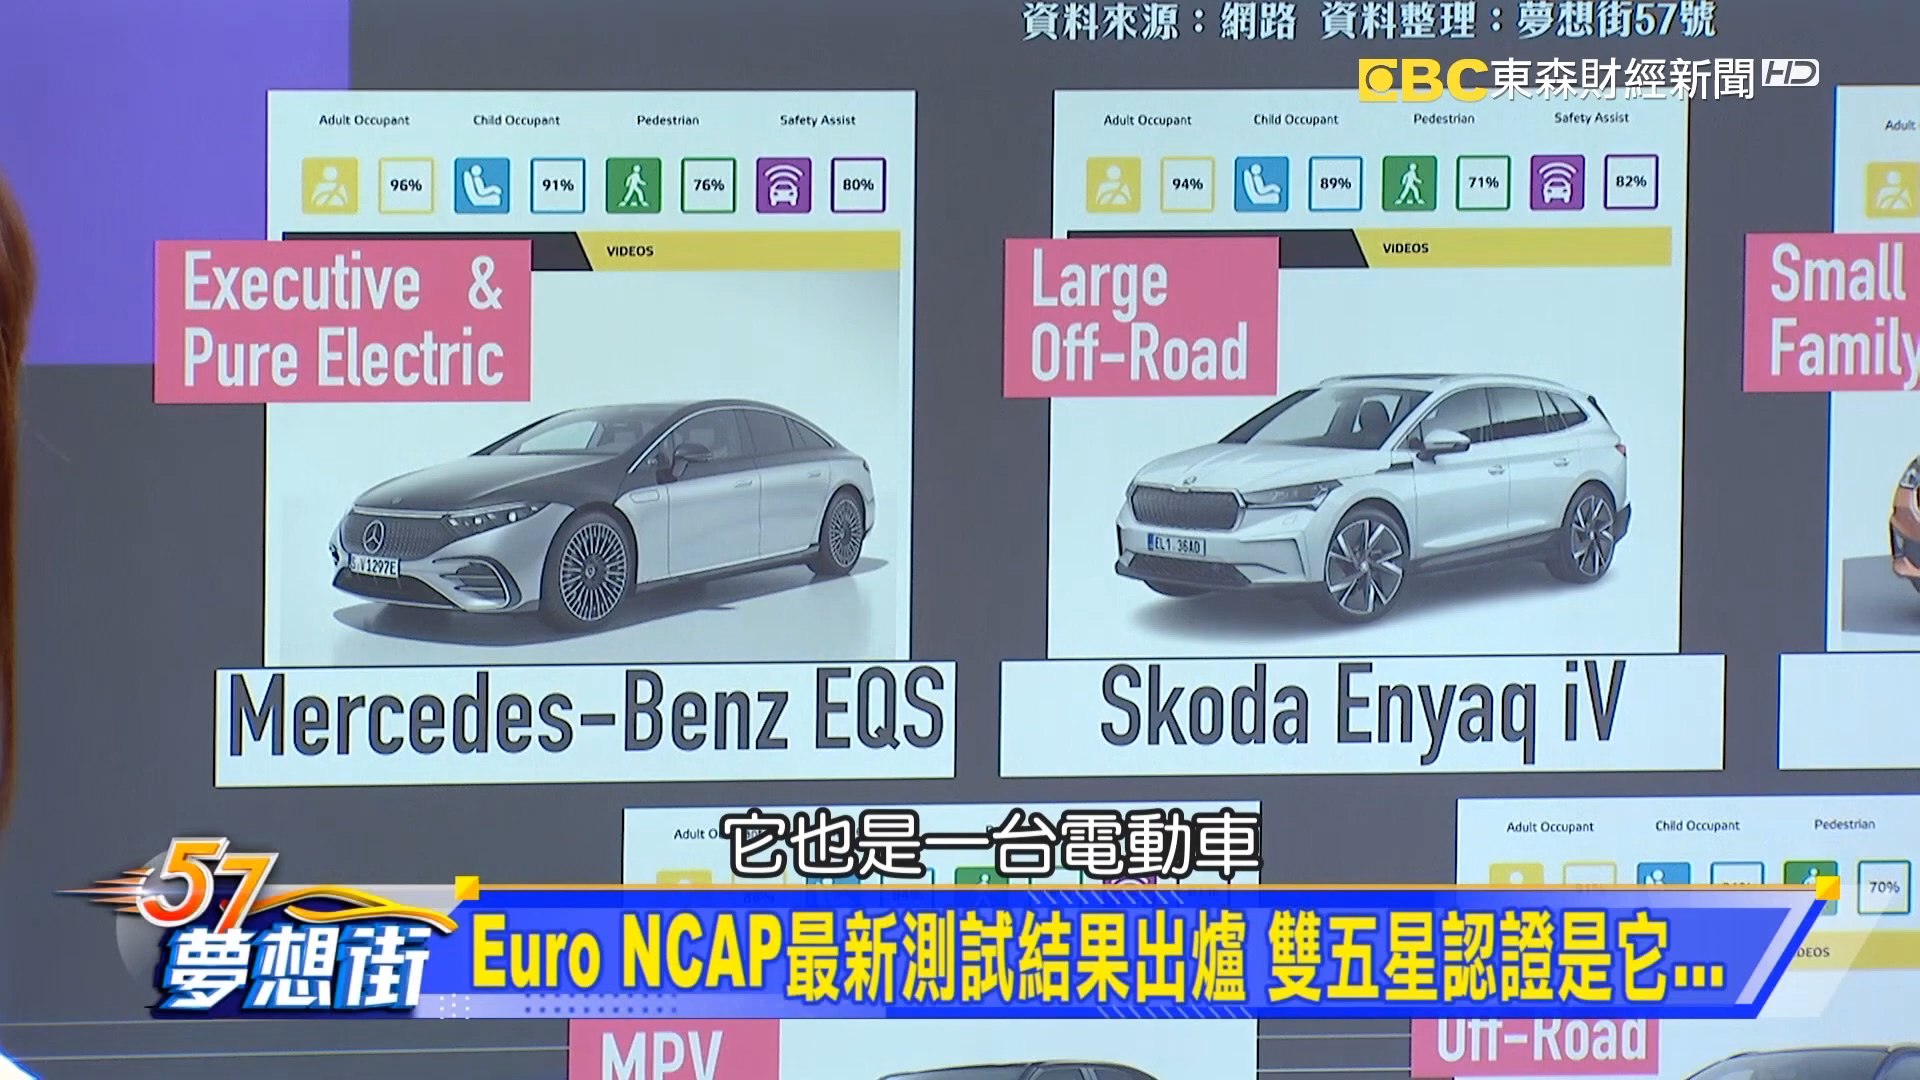 資料來源：網路 資料整理：夢想街57號
EBC東森財經新聞HD
Adult Occupant Child Occupant Pedestrian Safety Assist
96% 91% 76% 80%
VIDEOS
Executive &
Pure Electric
S·V 1297E
Mercedes-Benz EQS
Adult Occupant Child Occupant Pedestrian Safety Assist
94% 89% 71% 82%
VIDEOS
Large
Off-Road
EL1 36AD
Skoda Enyaq iV
Adult
Small
Family
Adult
它也是一台電動車
Adult Occupant Child Occupant Pedestrian
70%
57
夢想街
Euro NCAP最新測試結果出爐 雙五星認證是它...
MPV
Off-Road